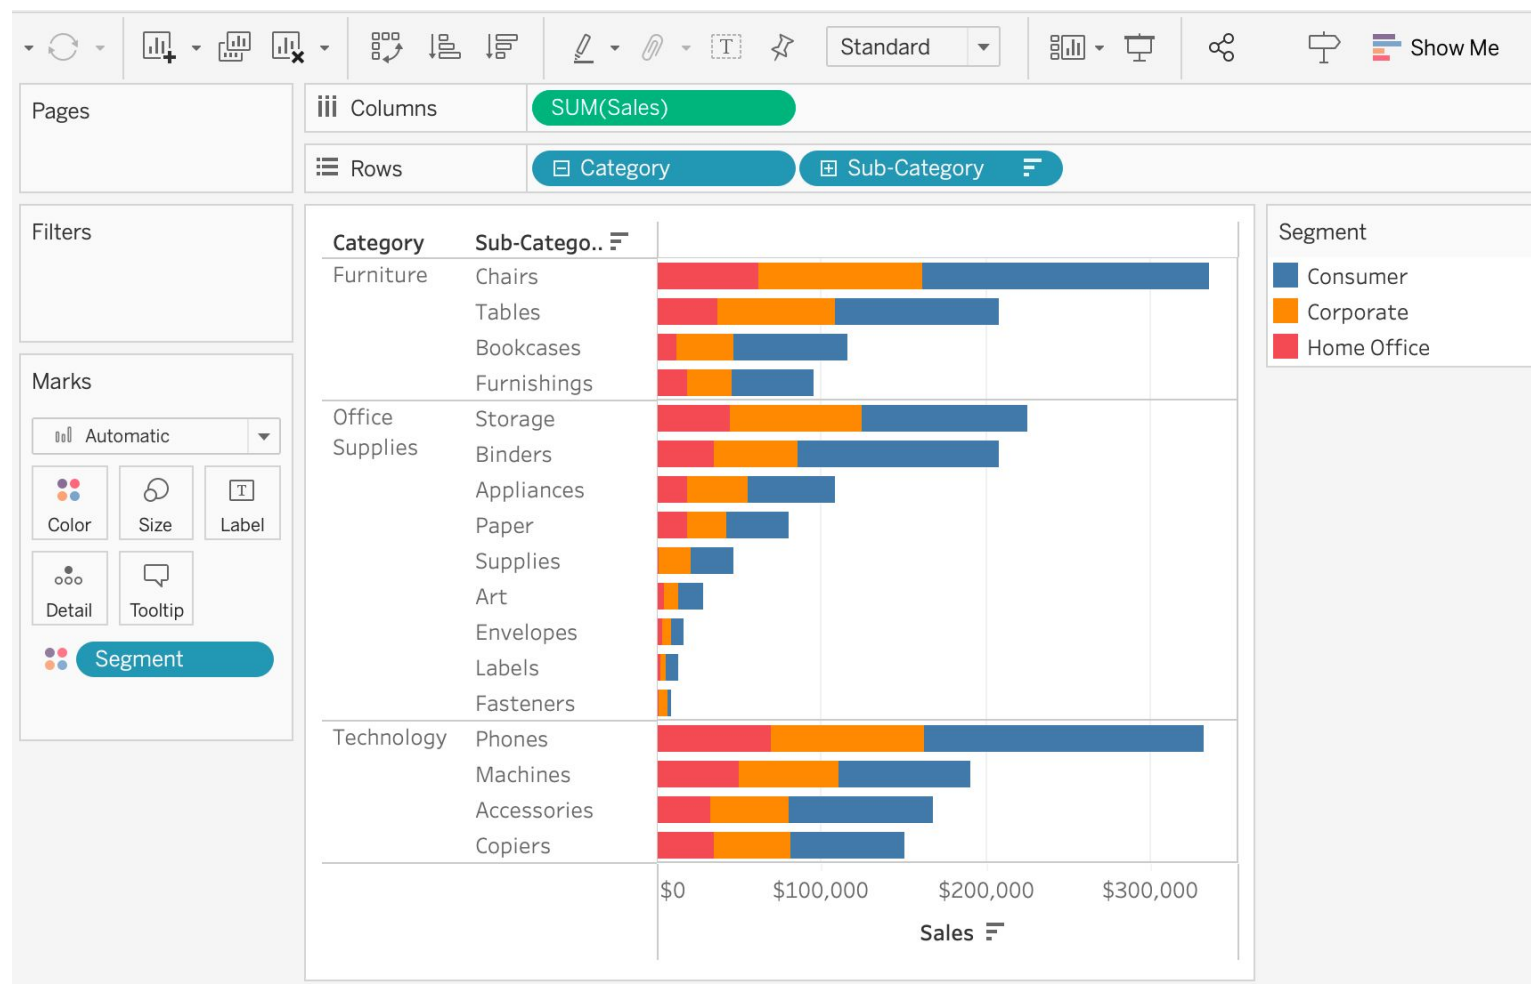 Standard
Show Me
Pages
Columns
SUM(Sales)
Rows
Category
Sub-Category
Filters
Marks
Automatic
Color
Size
T
Label
Detail
Tooltip
Segment
Category
Sub-Catego..
Furniture
Chairs
Tables
Bookcases
Furnishings
Office
Supplies
Storage
Binders
Appliances
Paper
Supplies
Art
Envelopes
Labels
Fasteners
Technology
Phones
Machines
Accessories
Copiers
$0
$100,000
$200,000
$300,000
Sales
Segment
Consumer
Corporate
Home Office